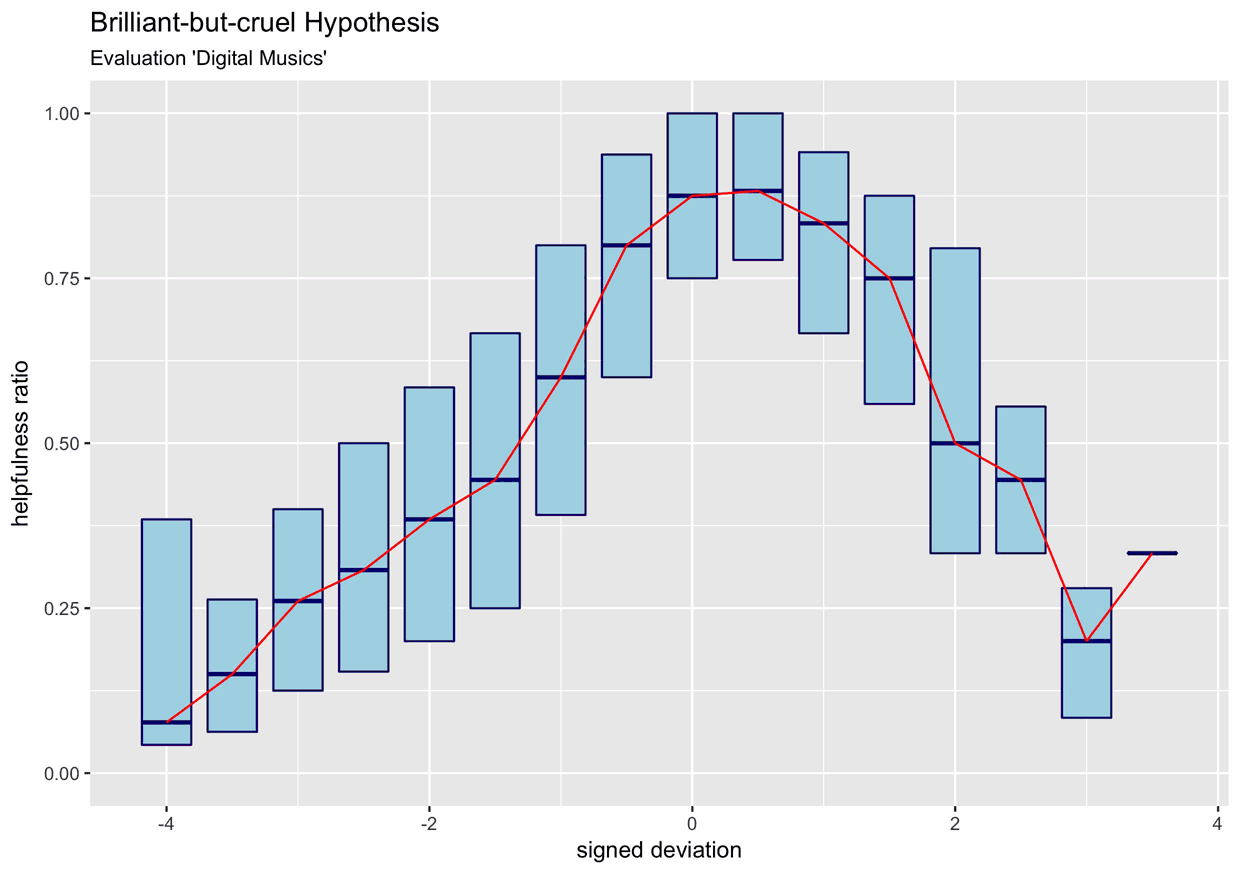 Brilliant-but-cruel Hypothesis
Evaluation 'Digital Musics'
helpfulness ratio
1.00
0.75
0.50
0.25
0.00
-4
-2
0
2
4
signed deviation